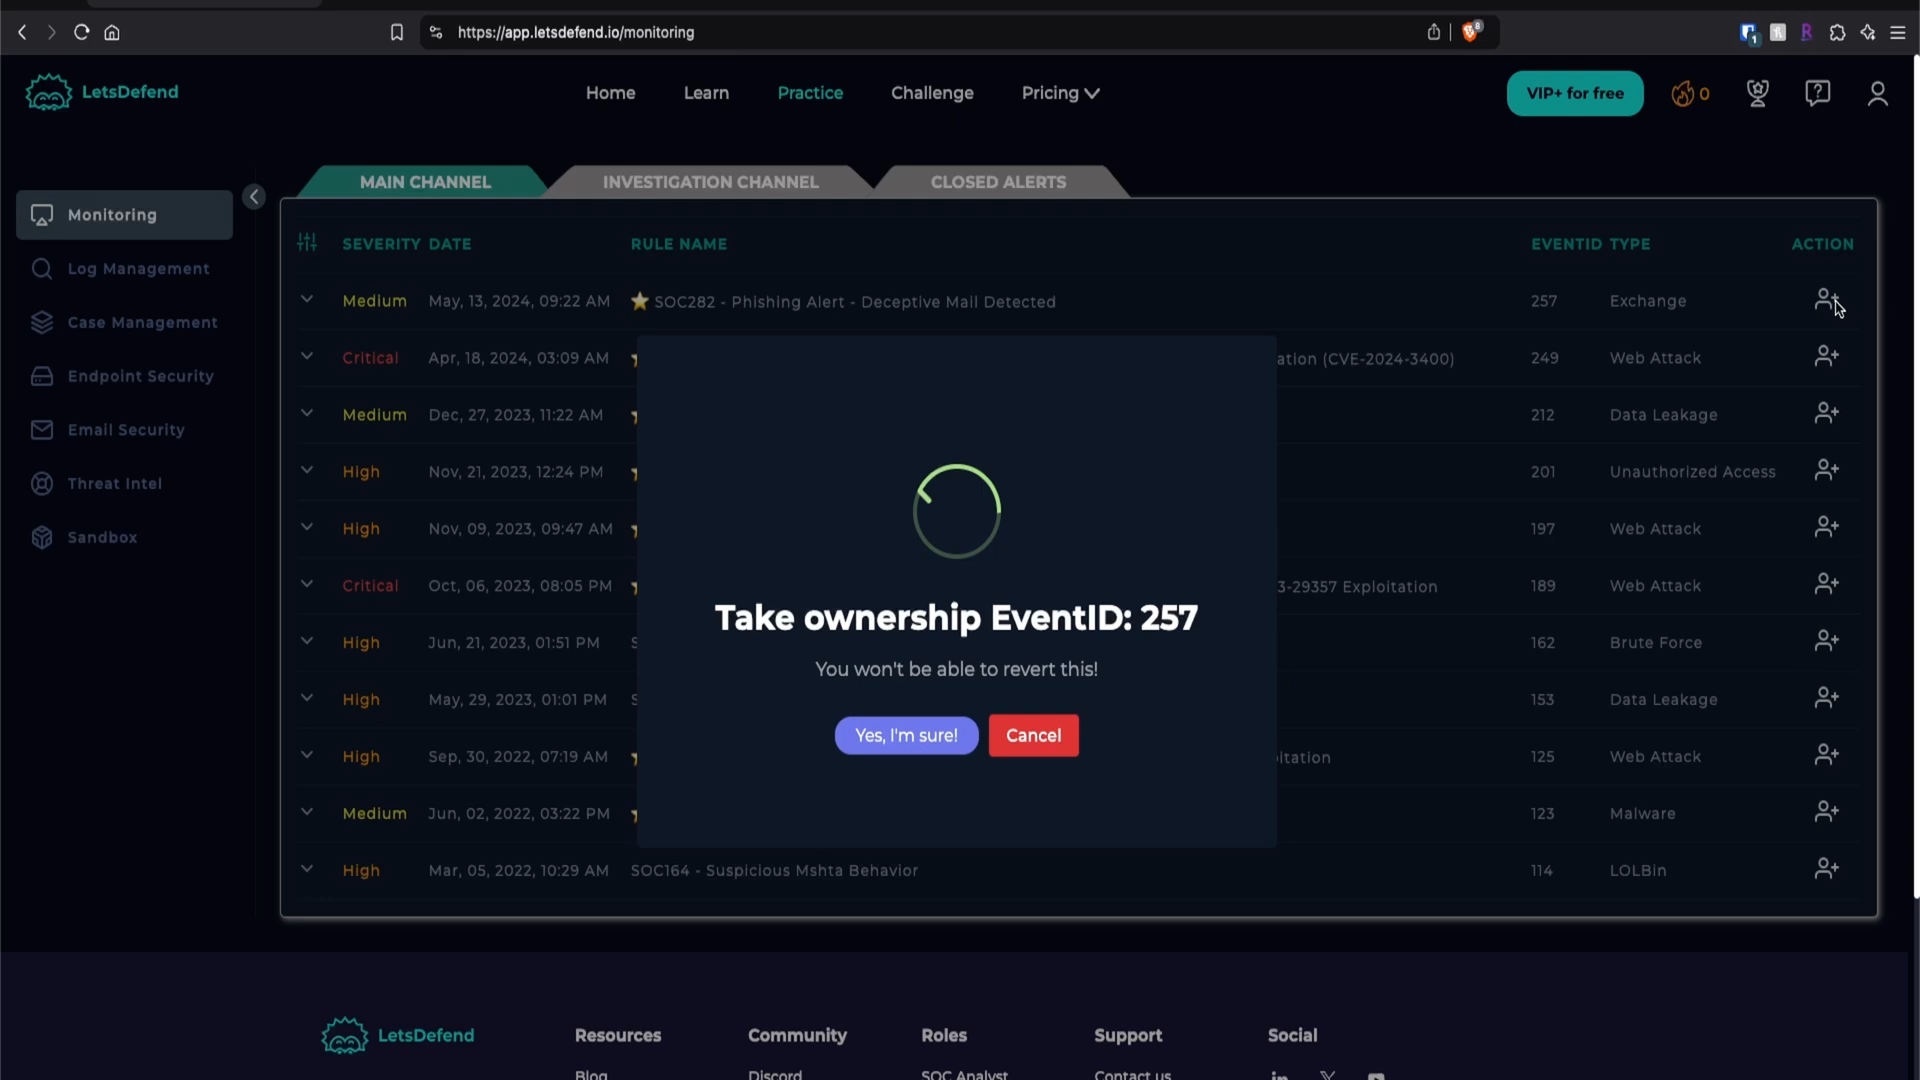 https://app.letsdefend.io/monitoring
8
1
LetsDefend
Home
Learn
Practice
Challenge
Pricing
VIP+ for free
0
Monitoring
Log Management
Case Management
Endpoint Security
Email Security
Threat Intel
Sandbox
MAIN CHANNEL
INVESTIGATION CHANNEL
CLOSED ALERTS
SEVERITY DATE RULE NAME EVENTID TYPE ACTION
Medium May, 13, 2024, 09:22 AM SOC282 - Phishing Alert - Deceptive Mail Detected 257 Exchange
Critical Apr, 18, 2024, 03:09 AM ation (CVE-2024-3400) 249 Web Attack
Medium Dec, 27, 2023, 11:22 AM 212 Data Leakage
High Nov, 21, 2023, 12:24 PM 201 Unauthorized Access
High Nov, 09, 2023, 09:47 AM 197 Web Attack
Critical Oct, 06, 2023, 08:05 PM 3-29357 Exploitation 189 Web Attack
High Jun, 21, 2023, 01:51 PM 162 Brute Force
High May, 29, 2023, 01:01 PM 153 Data Leakage
High Sep, 30, 2022, 07:19 AM itation 125 Web Attack
Medium Jun, 02, 2022, 03:22 PM 123 Malware
High Mar, 05, 2022, 10:29 AM SOC164 - Suspicious Mshta Behavior 114 LOLBin
Take ownership EventID: 257
You won't be able to revert this!
Yes, I'm sure!
Cancel
LetsDefend
Resources
Community
Roles
Support
Social
Blog
Discord
SOC Analyst
Contact us